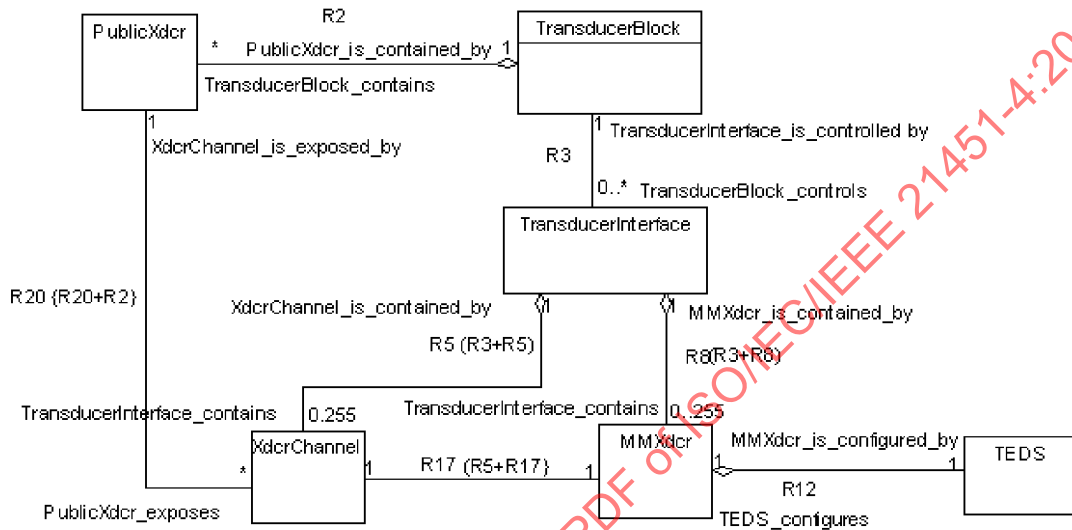 R2
PublicXdcr
TransducerBlock
* PublicXdcr_is_contained_by 1
TransducerBlock_contains
1
XdcrChannel_is_exposed_by
1 TransducerInterface_is_controlled by
R3
0..* TransducerBlock_controls
TransducerInterface
R20 {R20+R2}
XdcrChannel_is_contained_by
1
1
MMXdcr_is_contained_by
R5 (R3+R5)
R8(R3+R8)
TransducerInterface_contains
0.255
TransducerInterface_contains
0..255
XdcrChannel
MMXdcr
MMXdcr_is_configured_by
TEDS
*
1 R17 (R5+R17} 1
1
1
R12
PublicXdcr_exposes
TEDS_configures
PDF of ISO/IEC/IEEE 21451-4:20